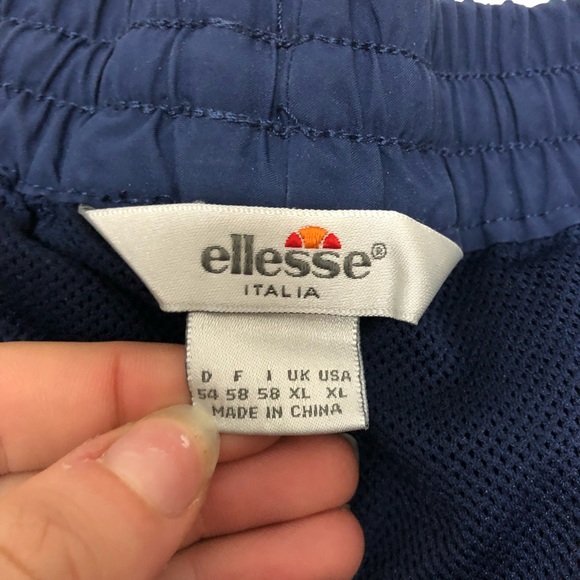 ellesse®
ITALIA
D F I UK USA
54 58 58 XL XL
MADE IN CHINA